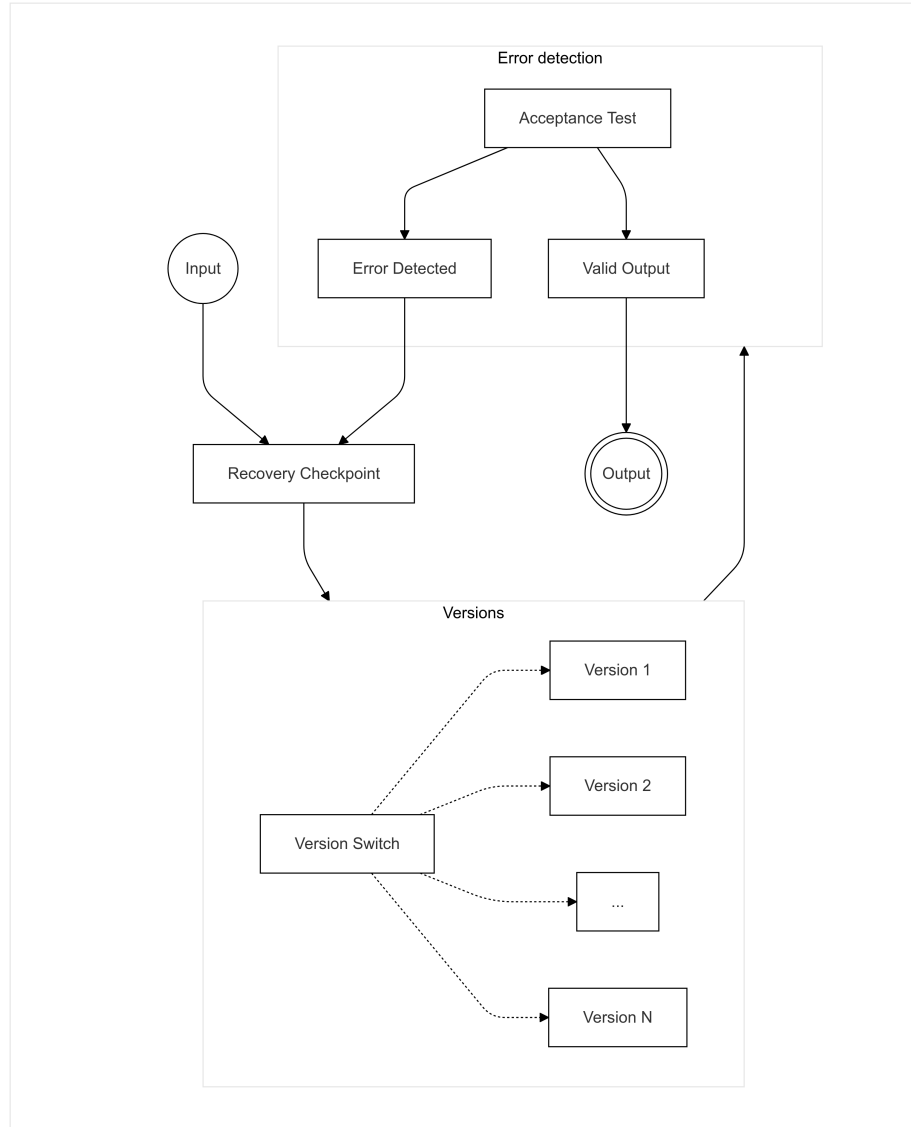 Error detection
Acceptance Test
Input
Error Detected
Valid Output
Recovery Checkpoint
Output
Versions
Version 1
Version 2
Version Switch
...
Version N